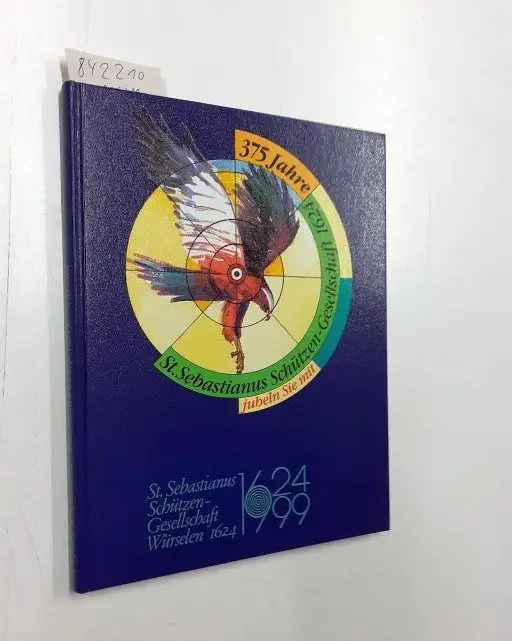 842210
375 Jahre
St. Sebastianus Schützen-Gesellschaft 1624
jubeln Sie mit
St. Sebastianus
Schützen-
Gesellschaft
Würselen 1624
1624
1999